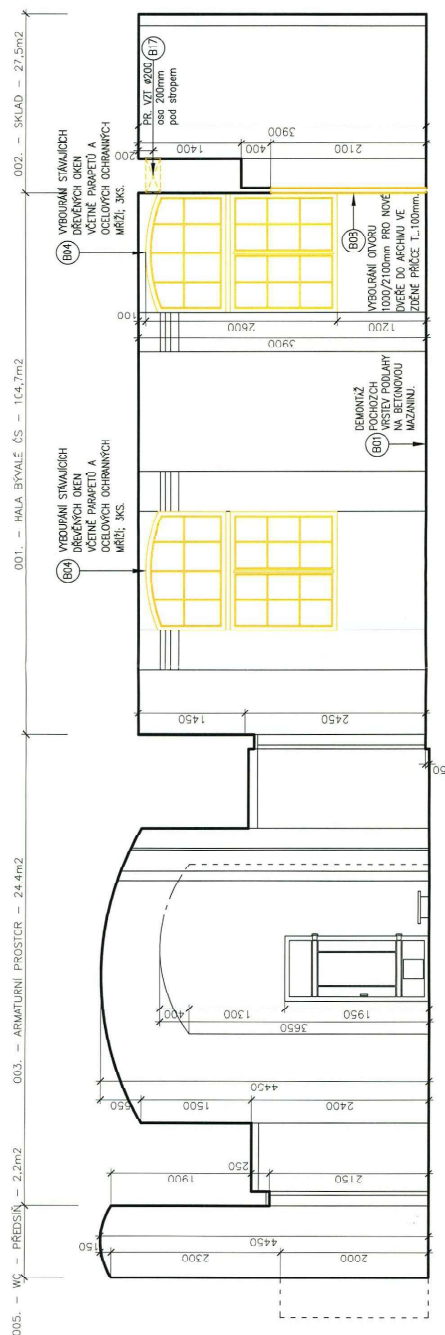 005. – WC – PŘEDSÍŇ – 2,2m2
003. – ARMATURNÍ PROSTOR – 24,4m2
001. – HALA BÝVALÉ ČS – 104,7m2
002. – SKLAD – 27,5m2
B04
VYBOURÁNÍ STÁVAJÍCÍCH
DŘEVĚNÝCH OKEN
VČETNĚ PARAPETŮ A
OCELOVÝCH OCHRANNÝCH
MŘÍŽÍ; 3KS.
B04
VYBOURÁNÍ STÁVAJÍCÍCH
DŘEVĚNÝCH OKEN
VČETNĚ PARAPETŮ A
OCELOVÝCH OCHRANNÝCH
MŘÍŽÍ; 3KS.
PR. VZT ø200
B17
osa 200mm
pod stropem
B03
VYBOURÁNÍ OTVORU
1000/2100mm PRO NOVÉ
DVEŘE DO ARCHIVU VE
ZDĚNÉ PŘÍČCE 100mm.
B01
DEMONTÁŽ
POCHOZCH
VRSTEV PODLAHY
NA BETONOVOU
MAZANINU.
150
2300
2000
4450
1900
250
2150
550
1500
2400
4450
400
1300
1950
3650
1450
2450
50
100
2600
1200
3900
200
1400
400
2100
3900